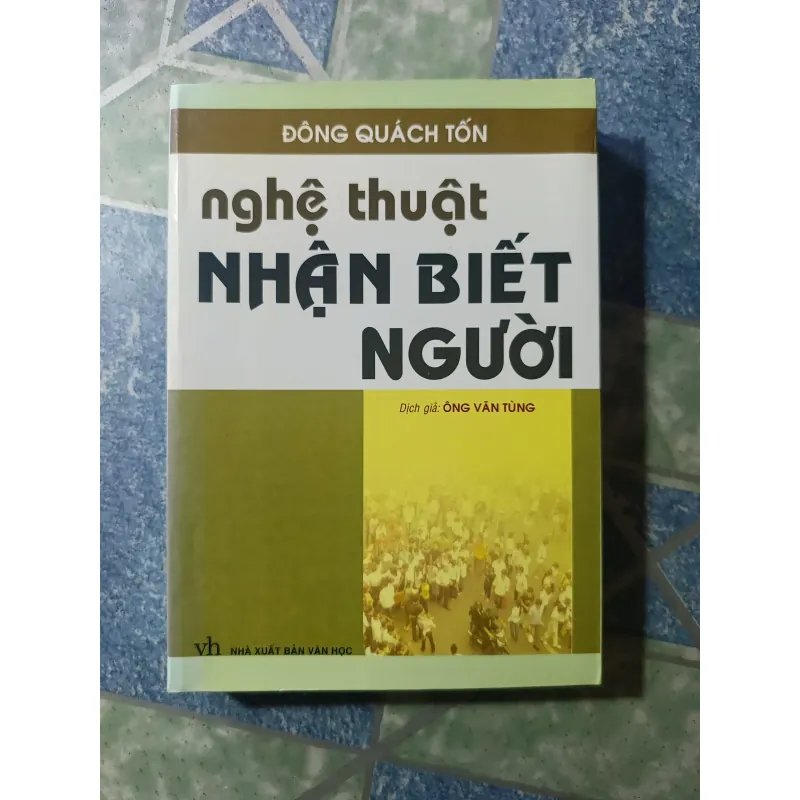 ĐÔNG QUÁCH TỐN
nghệ thuật
NHẬN BIẾT
NGƯỜI
Dịch giả: ÔNG VĂN TÙNG
vh NHÀ XUẤT BẢN VĂN HỌC